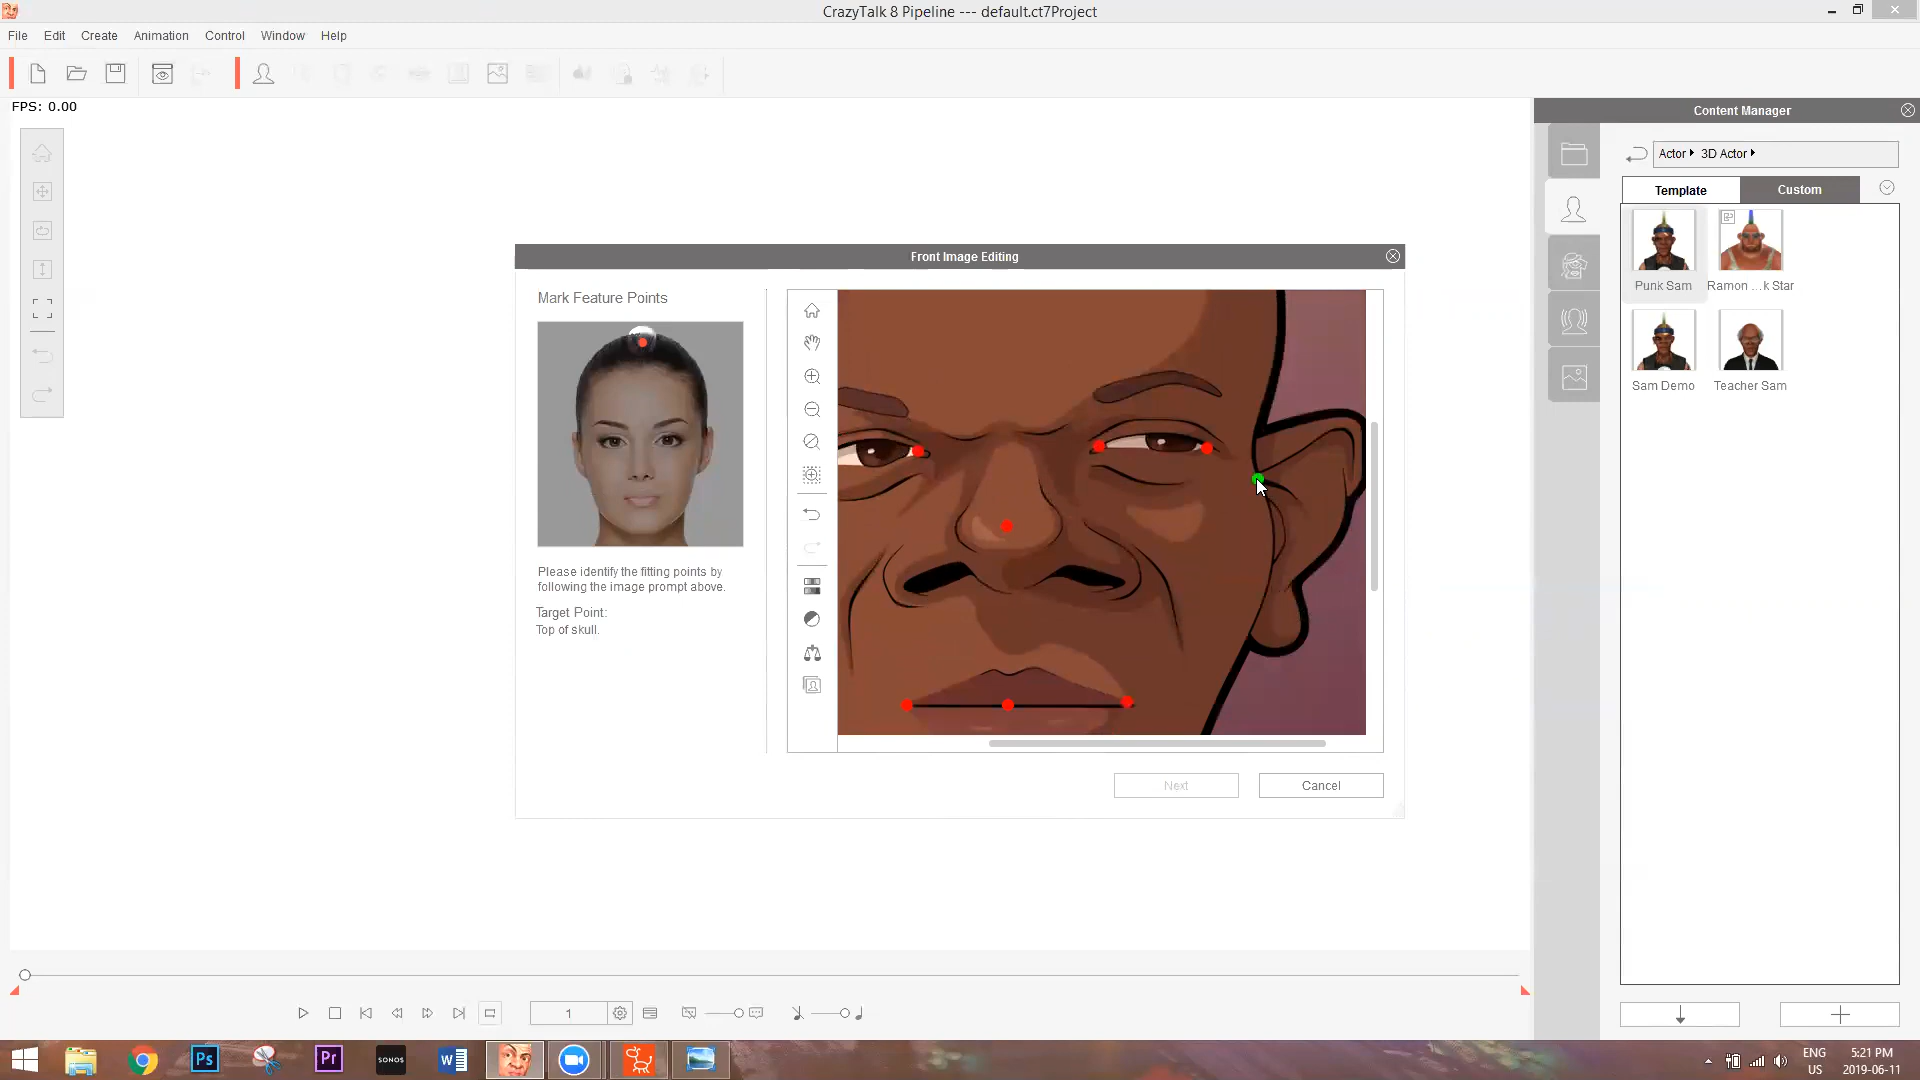 CrazyTalk 8 Pipeline --- default.ct7Project
File Edit Create Animation Control Window Help
FPS: 0.00
Content Manager
Actor 3D Actor
Template Custom
Punk Sam Ramon ...k Star
Sam Demo Teacher Sam
Front Image Editing
Mark Feature Points
Please identify the fitting points by
following the image prompt above.
Target Point:
Top of skull.
Next Cancel
1
Ps Pr SONOS W
ENG 5:21 PM
US 2019-06-11